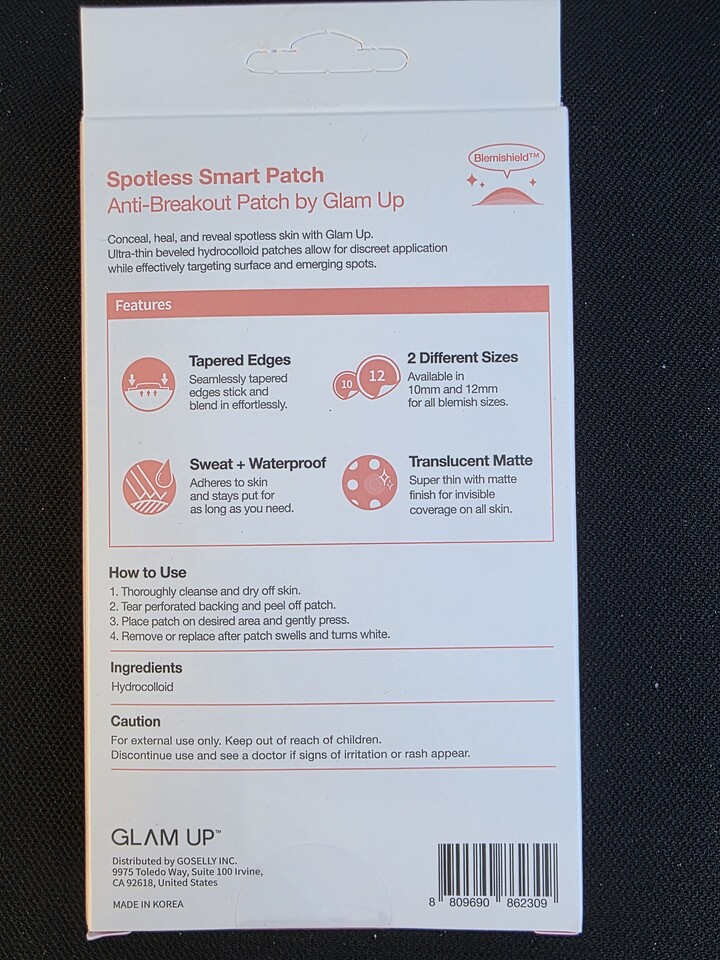 Blemishield™
Spotless Smart Patch
Anti-Breakout Patch by Glam Up
Conceal, heal, and reveal spotless skin with Glam Up.
Ultra-thin beveled hydrocolloid patches allow for discreet application
while effectively targeting surface and emerging spots.
Features
Tapered Edges
Seamlessly tapered
edges stick and
blend in effortlessly.
10
12
2 Different Sizes
Available in
10mm and 12mm
for all blemish sizes.
Sweat + Waterproof
Adheres to skin
and stays put for
as long as you need.
Translucent Matte
Super thin with matte
finish for invisible
coverage on all skin.
How to Use
1. Thoroughly cleanse and dry off skin.
2. Tear perforated backing and peel off patch.
3. Place patch on desired area and gently press.
4. Remove or replace after patch swells and turns white.
Ingredients
Hydrocolloid
Caution
For external use only. Keep out of reach of children.
Discontinue use and see a doctor if signs of irritation or rash appear.
GLAM UP™
Distributed by GOSELLY INC.
9975 Toledo Way, Suite 100 Irvine,
CA 92618, United States
MADE IN KOREA
8 809690 862309